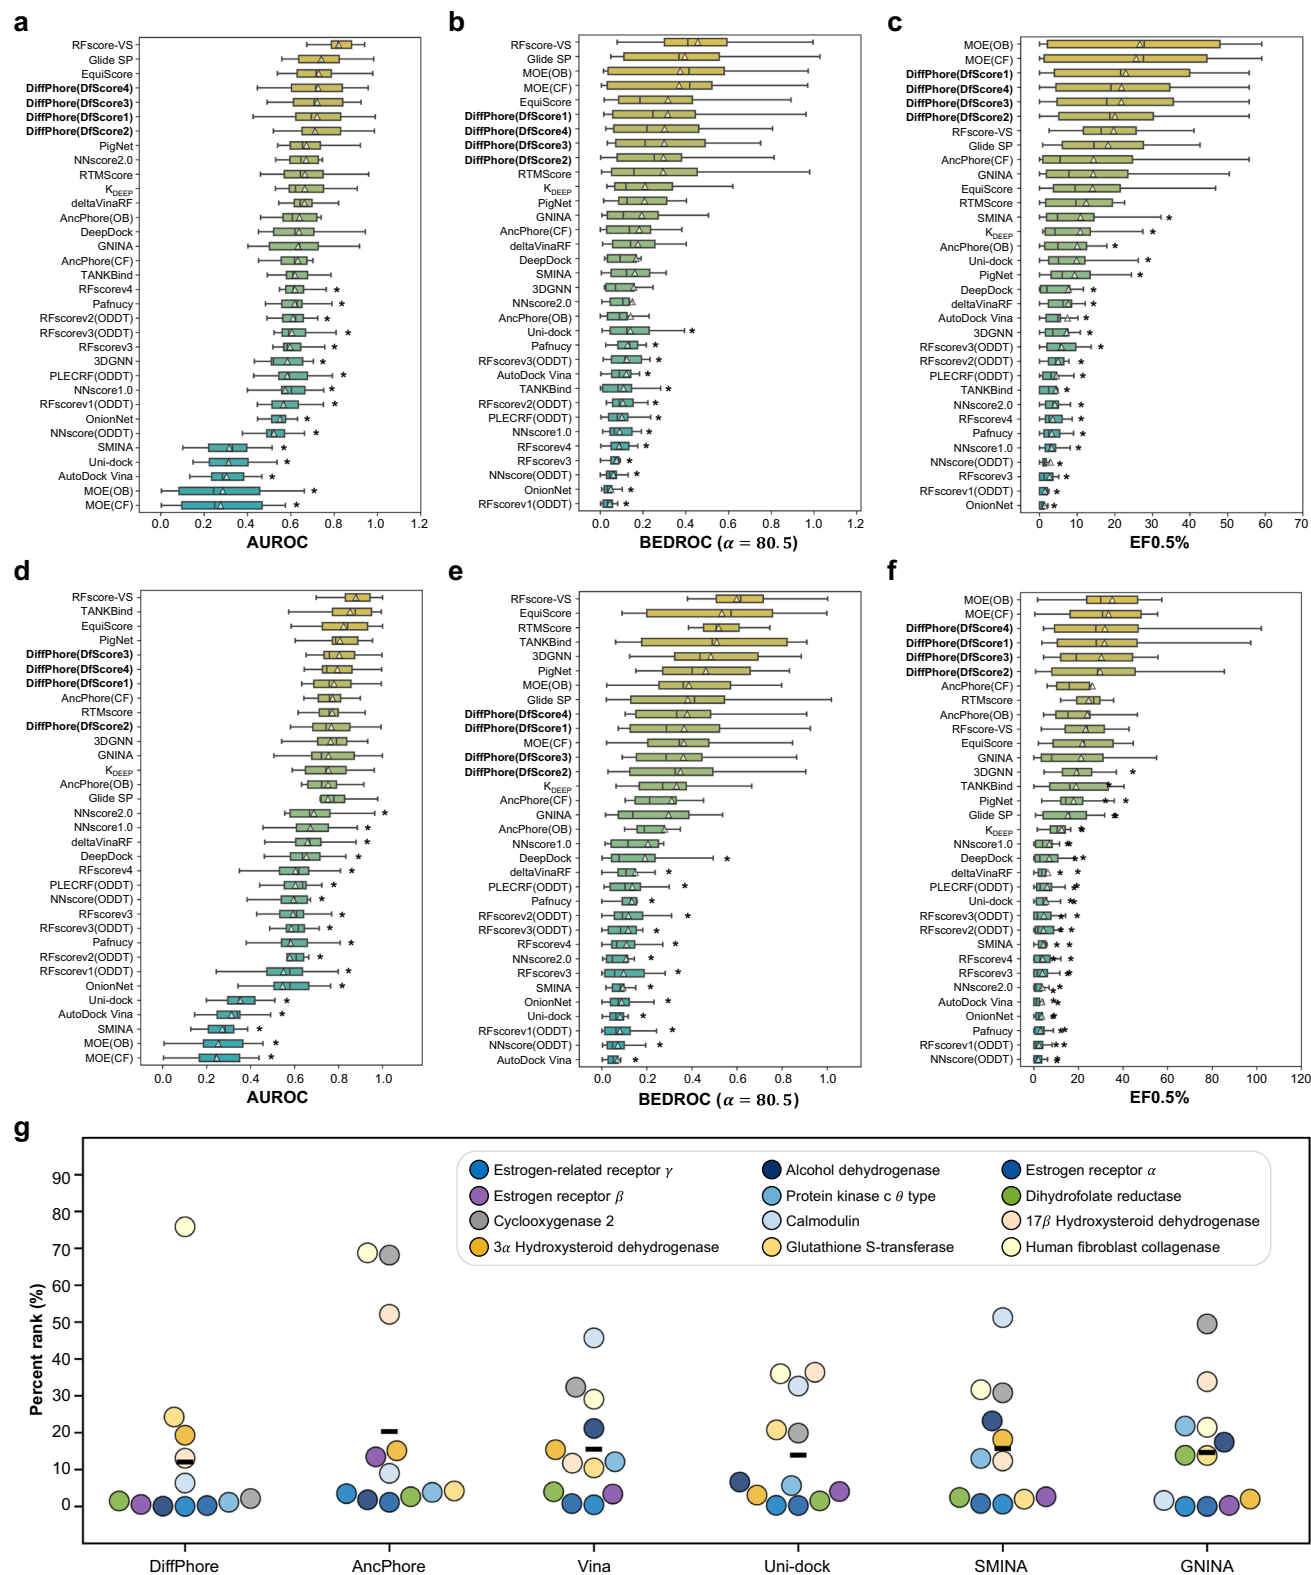 a
RFscore-VS
Glide SP
EquiScore
DiffPhore(DfScore4)
DiffPhore(DfScore3)
DiffPhore(DfScore1)
DiffPhore(DfScore2)
PigNet
NNscore2.0
RTMScore
KDEEP
deltaVinaRF
AncPhore(OB)
DeepDock
GNINA
AncPhore(CF)
TANKBind
RFscorev4 *
Pafnucy *
RFscorev2(ODDT) *
RFscorev3(ODDT) *
RFscorev3 *
3DGNN *
PLECRF(ODDT) *
NNscore1.0 *
RFscorev1(ODDT) *
OnionNet *
NNscore(ODDT) *
SMINA *
Uni-dock *
AutoDock Vina *
MOE(OB) *
MOE(CF) *
0.0 0.2 0.4 0.6 0.8 1.0 1.2
AUROC
b
RFscore-VS
Glide SP
MOE(OB)
MOE(CF)
EquiScore
DiffPhore(DfScore1)
DiffPhore(DfScore4)
DiffPhore(DfScore3)
DiffPhore(DfScore2)
RTMScore
KDEEP
PigNet
GNINA
AncPhore(CF)
deltaVinaRF
DeepDock
SMINA
3DGNN
NNscore2.0
AncPhore(OB)
Uni-dock *
Pafnucy *
RFscorev3(ODDT) *
AutoDock Vina *
TANKBind *
RFscorev2(ODDT) *
PLECRF(ODDT) *
NNscore1.0 *
RFscorev4 *
RFscorev3 *
NNscore(ODDT) *
OnionNet *
RFscorev1(ODDT) *
0.0 0.2 0.4 0.6 0.8 1.0 1.2
BEDROC (α = 80.5)
c
MOE(OB)
MOE(CF)
DiffPhore(DfScore1)
DiffPhore(DfScore4)
DiffPhore(DfScore3)
DiffPhore(DfScore2)
RFscore-VS
Glide SP
AncPhore(CF)
GNINA
EquiScore
RTMScore
SMINA *
KDEEP *
AncPhore(OB) *
Uni-dock *
PigNet *
DeepDock *
deltaVinaRF *
AutoDock Vina *
3DGNN *
RFscorev3(ODDT) *
RFscorev2(ODDT) *
PLECRF(ODDT) *
TANKBind *
NNscore2.0 *
RFscorev4 *
Pafnucy *
NNscore1.0 *
NNscore(ODDT) *
RFscorev3 *
RFscorev1(ODDT) *
OnionNet *
0 10 20 30 40 50 60 70
EF0.5%
d
RFscore-VS
TANKBind
EquiScore
PigNet
DiffPhore(DfScore3)
DiffPhore(DfScore4)
DiffPhore(DfScore1)
AncPhore(CF)
RTMscore
DiffPhore(DfScore2)
3DGNN
GNINA
KDEEP
AncPhore(OB)
Glide SP
NNscore2.0 *
NNscore1.0 *
deltaVinaRF *
DeepDock *
RFscorev4 *
PLECRF(ODDT) *
NNscore(ODDT) *
RFscorev3 *
RFscorev3(ODDT) *
Pafnucy *
RFscorev2(ODDT) *
RFscorev1(ODDT) *
OnionNet *
Uni-dock *
AutoDock Vina *
SMINA *
MOE(OB) *
MOE(CF) *
0.0 0.2 0.4 0.6 0.8 1.0
AUROC
e
RFscore-VS
EquiScore
RTMScore
TANKBind
3DGNN
PigNet
MOE(OB)
Glide SP
DiffPhore(DfScore4)
DiffPhore(DfScore1)
MOE(CF)
DiffPhore(DfScore3)
DiffPhore(DfScore2)
KDEEP
AncPhore(CF)
GNINA
AncPhore(OB)
NNscore1.0
DeepDock *
deltaVinaRF *
PLECRF(ODDT) *
Pafnucy *
RFscorev2(ODDT) *
RFscorev3(ODDT) *
RFscorev4 *
NNscore2.0 *
RFscorev3 *
SMINA *
OnionNet *
Uni-dock *
RFscorev1(ODDT) *
NNscore(ODDT) *
AutoDock Vina *
0.0 0.2 0.4 0.6 0.8 1.0
BEDROC (α = 80.5)
f
MOE(OB)
MOE(CF)
DiffPhore(DfScore4)
DiffPhore(DfScore1)
DiffPhore(DfScore3)
DiffPhore(DfScore2)
AncPhore(CF)
RTMscore
AncPhore(OB)
RFscore-VS
EquiScore
GNINA
3DGNN *
TANKBind *
PigNet * *
Glide SP *
KDEEP *
NNscore1.0 *
DeepDock * *
deltaVinaRF * *
PLECRF(ODDT) *
Uni-dock *
RFscorev3(ODDT) * *
RFscorev2(ODDT) * *
SMINA * *
RFscorev4 * *
RFscorev3 *
NNscore2.0 *
AutoDock Vina *
OnionNet *
Pafnucy *
RFscorev1(ODDT) * *
NNscore(ODDT) *
0 20 40 60 80 100 120
EF0.5%
g
Estrogen-related receptor γ
Alcohol dehydrogenase
Estrogen receptor α
Estrogen receptor β
Protein kinase c θ type
Dihydrofolate reductase
Cyclooxygenase 2
Calmodulin
17β Hydroxysteroid dehydrogenase
3α Hydroxysteroid dehydrogenase
Glutathione S-transferase
Human fibroblast collagenase
Percent rank (%)
90
80
70
60
50
40
30
20
10
0
DiffPhore AncPhore Vina Uni-dock SMINA GNINA